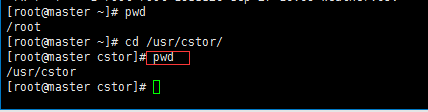 [root@master ~]# pwd
/root
[root@master ~]# cd /usr/cstor/
[root@master cstor]# pwd
/usr/cstor
[root@master cstor]#